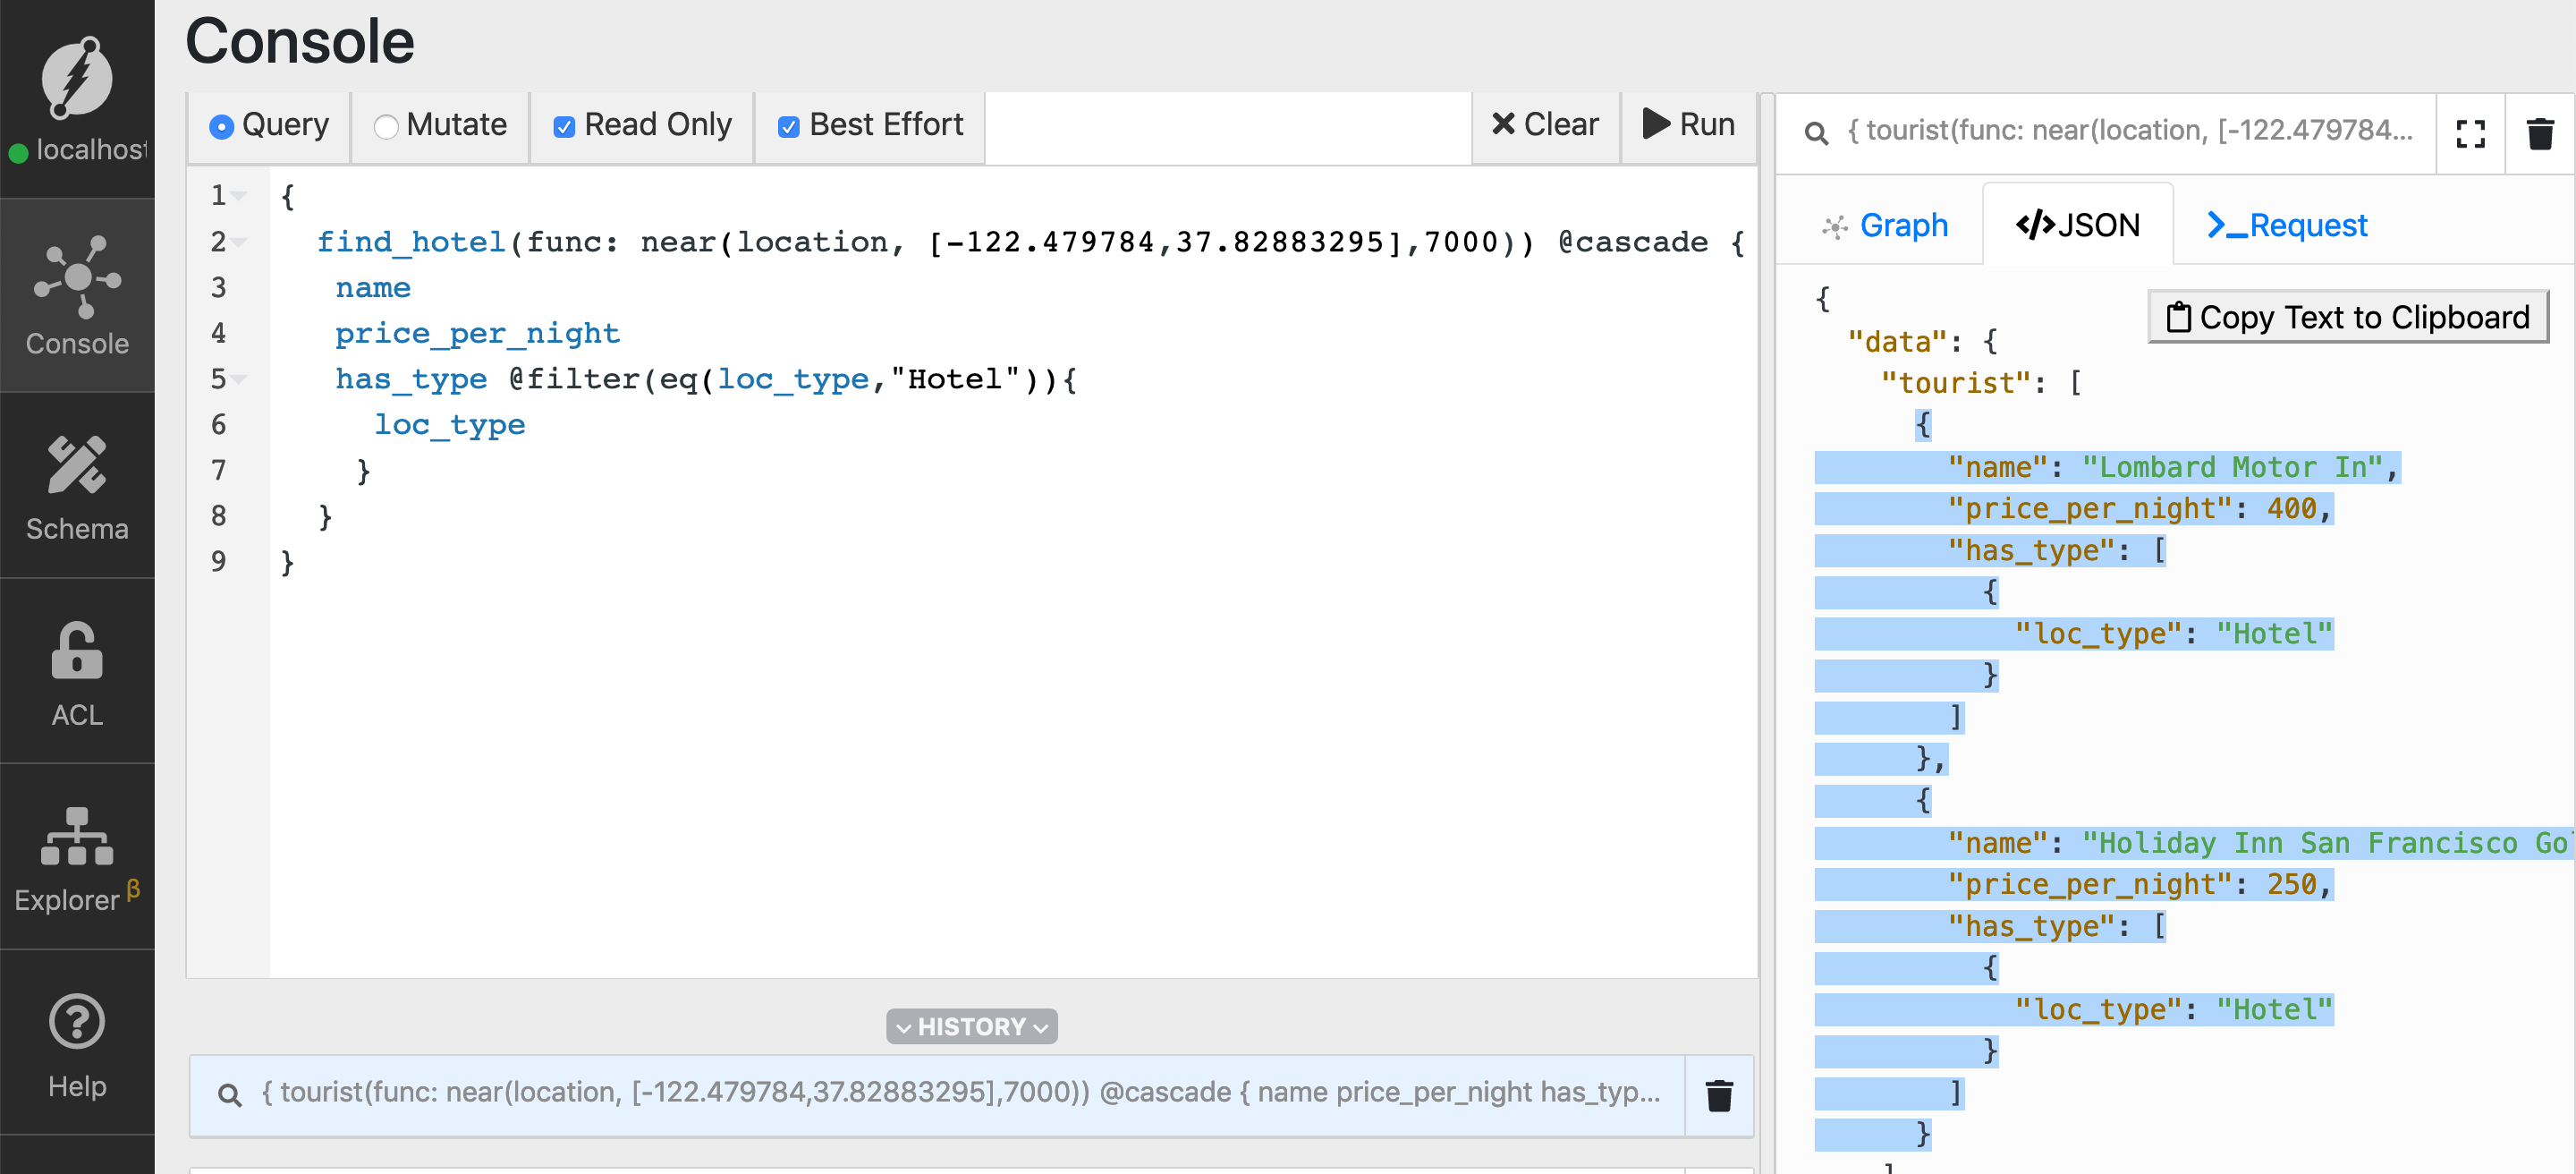 Console
localhost
Console
Schema
ACL
Explorer β
Help
Query Mutate Read Only Best Effort Clear Run
1 {
2 find_hotel(func: near(location, [-122.479784,37.82883295],7000)) @cascade {
3 name
4 price_per_night
5 has_type @filter(eq(loc_type,"Hotel")){
6 loc_type
7 }
8 }
9 }
HISTORY
{ tourist(func: near(location, [-122.479784,37.82883295],7000)) @cascade { name price_per_night has_typ...
{ tourist(func: near(location, [-122.479784...
Graph </>JSON >_Request
Copy Text to Clipboard
{
"data": {
"tourist": [
{
"name": "Lombard Motor In",
"price_per_night": 400,
"has_type": [
{
"loc_type": "Hotel"
}
]
},
{
"name": "Holiday Inn San Francisco Go
"price_per_night": 250,
"has_type": [
{
"loc_type": "Hotel"
}
]
}
]